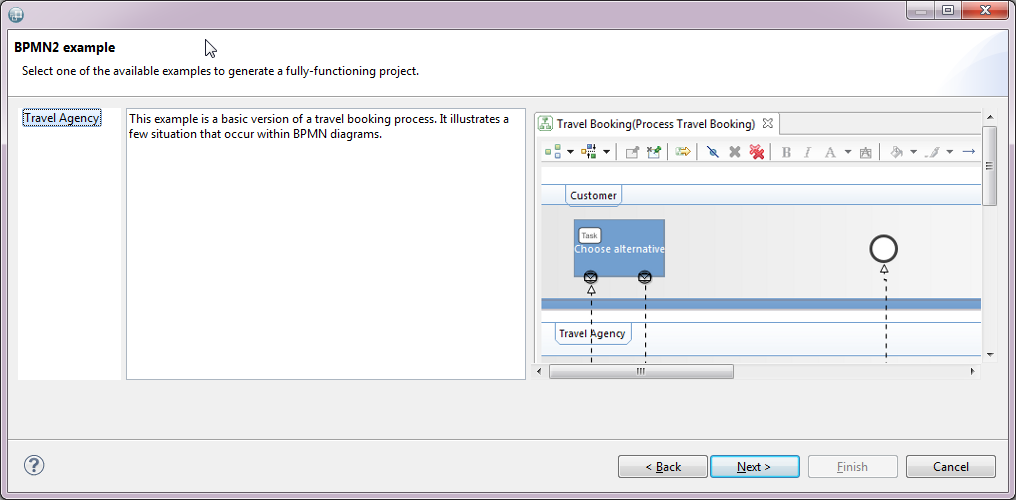 BPMN2 example
Select one of the available examples to generate a fully-functioning project.
Travel Agency
This example is a basic version of a travel booking process. It illustrates a
few situation that occur within BPMN diagrams.
Travel Booking(Process Travel Booking)
B I A A
Customer
Task
Choose alternative
Travel Agency
?
< Back
Next >
Finish
Cancel